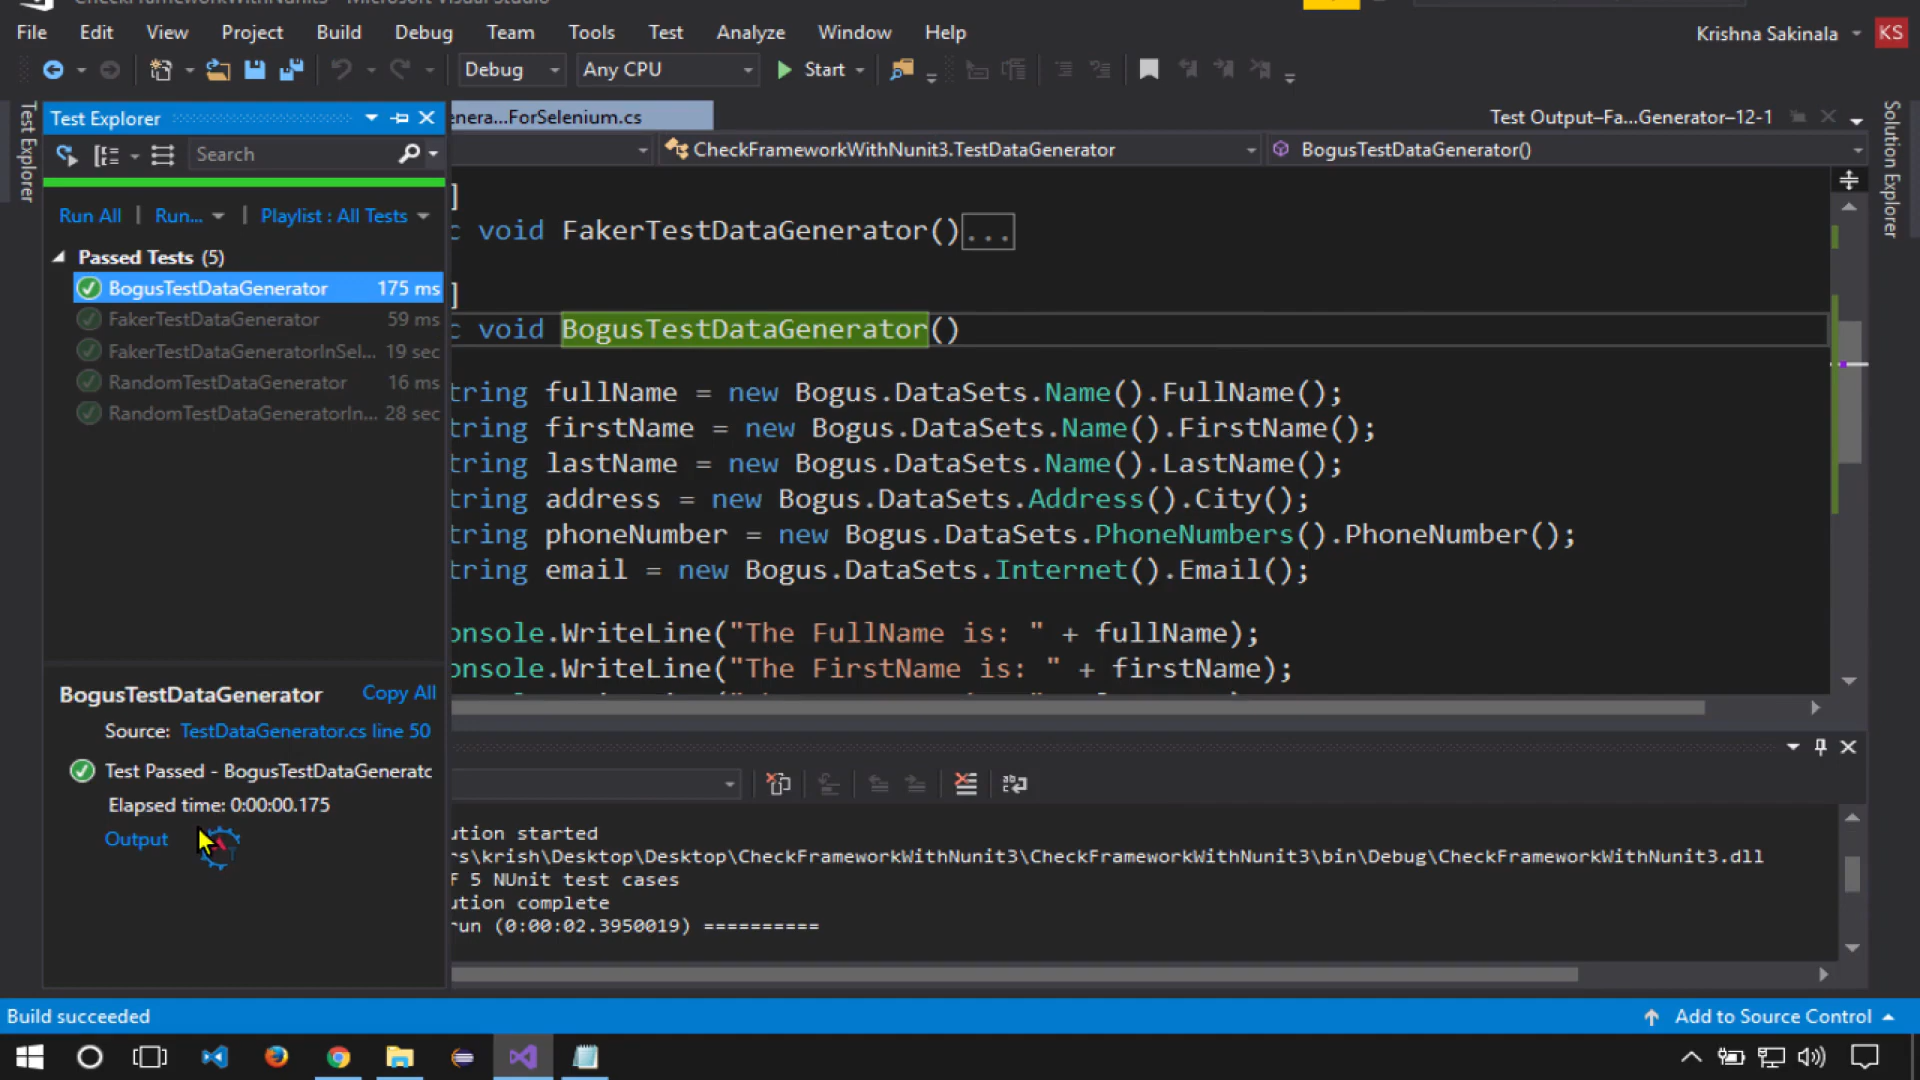 File Edit View Project Build Debug Team Tools Test Analyze Window Help
Krishna Sakinala KS
Debug Any CPU Start
Test Explorer
Test Explorer
nera...ForSelenium.cs
Test Output–Fa...Generator–12-1
Solution Explorer
Search
CheckFrameworkWithNunit3.TestDataGenerator
BogusTestDataGenerator()
Run All | Run... | Playlist : All Tests
Passed Tests (5)
BogusTestDataGenerator 175 ms
FakerTestDataGenerator 59 ms
FakerTestDataGeneratorInSel... 19 sec
RandomTestDataGenerator 16 ms
RandomTestDataGeneratorIn... 28 sec
]
c void FakerTestDataGenerator()...
]
c void BogusTestDataGenerator()
tring fullName = new Bogus.DataSets.Name().FullName();
tring firstName = new Bogus.DataSets.Name().FirstName();
tring lastName = new Bogus.DataSets.Name().LastName();
tring address = new Bogus.DataSets.Address().City();
tring phoneNumber = new Bogus.DataSets.PhoneNumbers().PhoneNumber();
tring email = new Bogus.DataSets.Internet().Email();
onsole.WriteLine("The FullName is: " + fullName);
onsole.WriteLine("The FirstName is: " + firstName);
BogusTestDataGenerator Copy All
Source: TestDataGenerator.cs line 50
Test Passed - BogusTestDataGeneratc
Elapsed time: 0:00:00.175
Output
ution started
rs\krish\Desktop\Desktop\CheckFrameworkWithNunit3\CheckFrameworkWithNunit3\bin\Debug\CheckFrameworkWithNunit3.dll
F 5 NUnit test cases
ution complete
run (0:00:02.3950019) ==========
Build succeeded
Add to Source Control